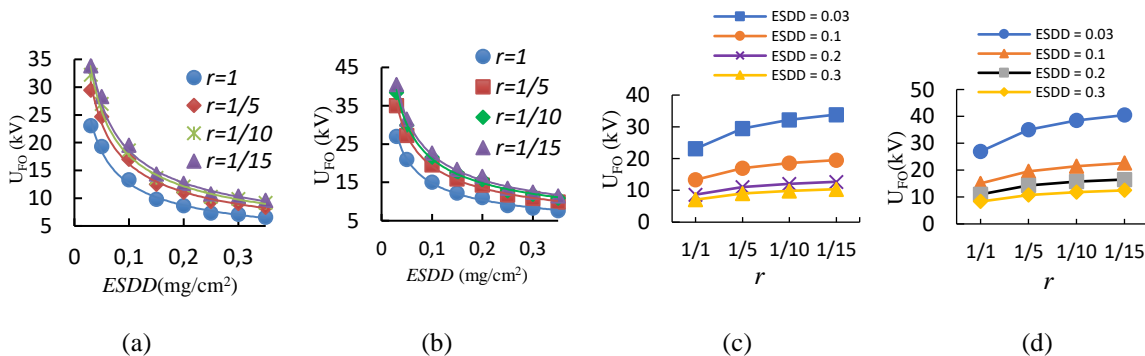 35
30
25
20
15
10
5
U_FO (kV)
0
0,1
0,2
0,3
ESDD(mg/cm²)
r=1
r=1/5
r=1/10
r=1/15
(a)
45
35
25
15
5
U_FO (kV)
0
0,1
0,2
0,3
ESDD (mg/cm²)
r=1
r=1/5
r=1/10
r=1/15
(b)
ESDD = 0.03
ESDD = 0.1
ESDD = 0.2
ESDD = 0.3
40
30
20
10
0
U_FO (kV)
1/1
1/5
1/10
1/15
r
(c)
ESDD = 0.03
ESDD = 0.1
ESDD = 0.2
ESDD = 0.3
50
40
30
20
10
0
U_FO(kV)
1/1
1/5
1/10
1/15
r
(d)